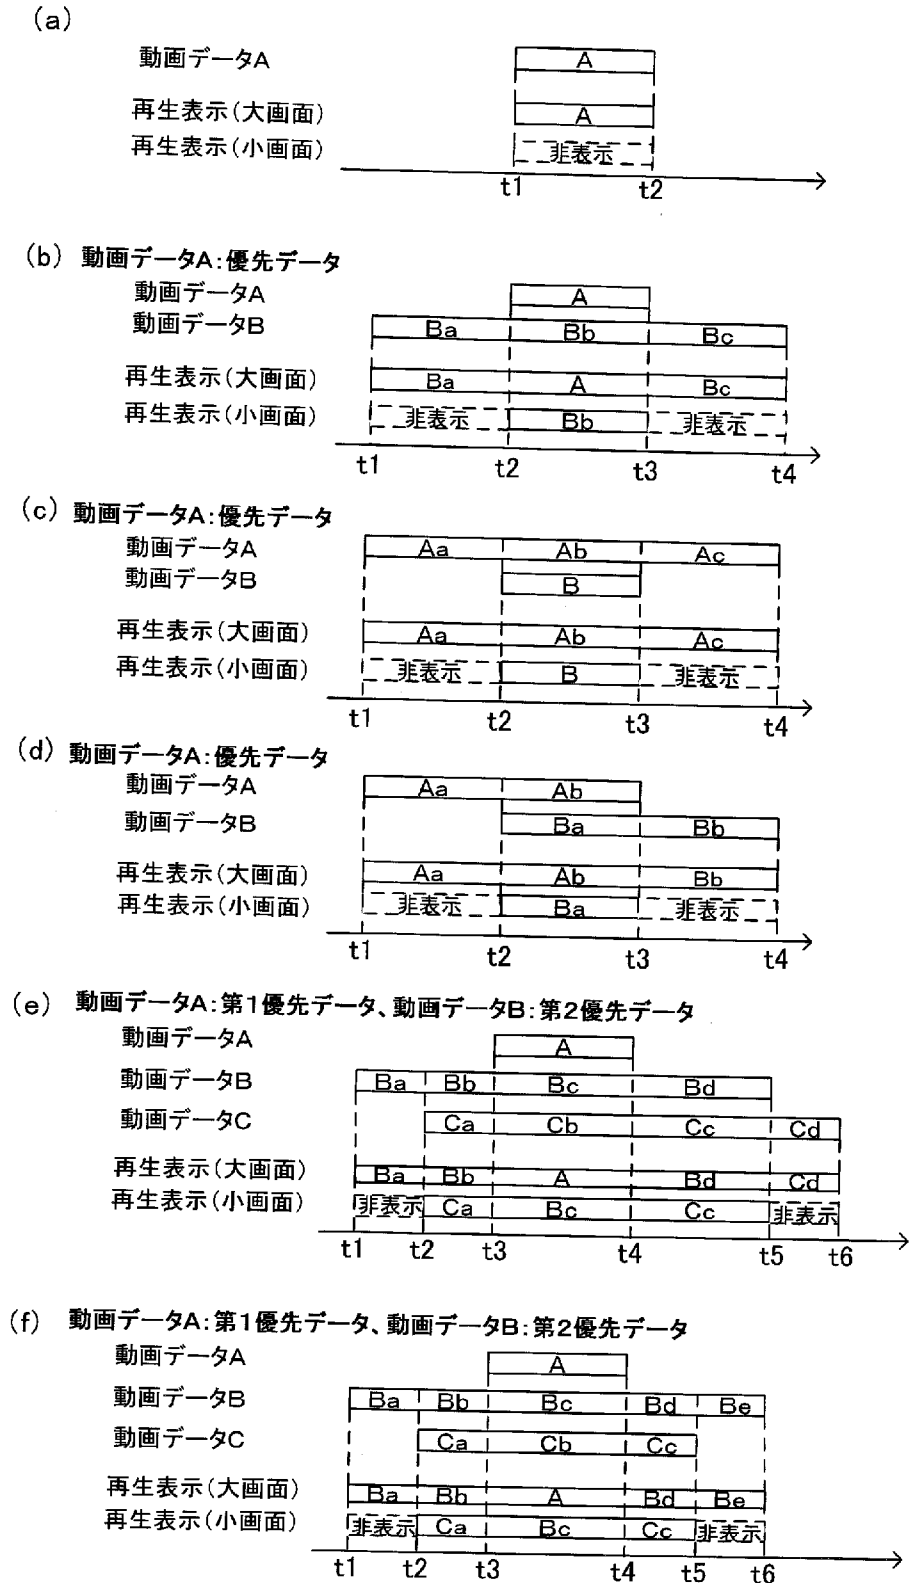 (a)
動画データA
A
再生表示(大画面)
A
再生表示(小画面)
非表示
t1 t2
(b) 動画データA:優先データ
動画データA
A
動画データB
Ba Bb Bc
再生表示(大画面)
Ba A Bc
再生表示(小画面)
非表示 Bb 非表示
t1 t2 t3 t4
(c) 動画データA:優先データ
動画データA
Aa Ab Ac
動画データB
B
再生表示(大画面)
Aa Ab Ac
再生表示(小画面)
非表示 B 非表示
t1 t2 t3 t4
(d) 動画データA:優先データ
動画データA
Aa Ab
動画データB
Ba Bb
再生表示(大画面)
Aa Ab Bb
再生表示(小画面)
非表示 Ba 非表示
t1 t2 t3 t4
(e) 動画データA:第1優先データ、動画データB:第2優先データ
動画データA
A
動画データB
Ba Bb Bc Bd
動画データC
Ca Cb Cc Cd
再生表示(大画面)
Ba Bb A Bd Cd
再生表示(小画面)
非表示 Ca Bc Cc 非表示
t1 t2 t3 t4 t5 t6
(f) 動画データA:第1優先データ、動画データB:第2優先データ
動画データA
A
動画データB
Ba Bb Bc Bd Be
動画データC
Ca Cb Cc
再生表示(大画面)
Ba Bb A Bd Be
再生表示(小画面)
非表示 Ca Bc Cc 非表示
t1 t2 t3 t4 t5 t6